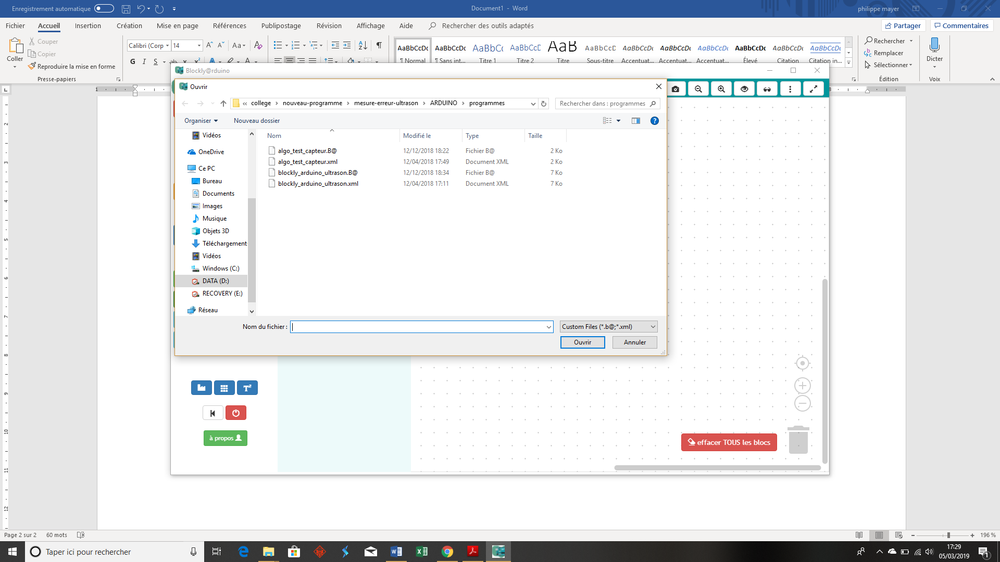 Enregistrement automatique
Document1 - Word
philippe mayer
Fichier Accueil Insertion Création Mise en page Références Publipostage Révision Affichage Aide Rechercher des outils adaptés
Partager Commentaires
Couper
Copier
Coller
Reproduire la mise en forme
Presse-papiers
Calibri (Corp 14
G I S
AaBbCcDc AaBbCcDc AaBbC( AaBbCcC AaB AaBbCcD AaBbCcDc AaBbCcDc AaBbCcDc AaBbCcDc AaBbCcDc AaBbCcDc
¶ Normal ¶ Sans int... Titre 1 Titre 2 Titre Sous-titre Accentuat... Accentuat... Accentuat... Élevé Citation Citation in...
Rechercher
Remplacer
Sélectionner
Édition
Dicter
Voix
Blockly@rduino
Ouvrir
« college › nouveau-programme › mesure-erreur-ultrason › ARDUINO › programmes
Rechercher dans : programmes
Organiser Nouveau dossier
Nom Modifié le Type Taille
algo_test_capteur.B@ 12/12/2018 18:22 Fichier B@ 2 Ko
algo_test_capteur.xml 12/04/2018 17:49 Document XML 2 Ko
blockly_arduino_ultrason.B@ 12/12/2018 18:34 Fichier B@ 7 Ko
blockly_arduino_ultrason.xml 12/04/2018 17:11 Document XML 7 Ko
Vidéos
OneDrive
Ce PC
Bureau
Documents
Images
Musique
Objets 3D
Téléchargement
Vidéos
Windows (C:)
DATA (D:)
RECOVERY (E:)
Réseau
Nom du fichier :
Custom Files (*.b@;*.xml)
Ouvrir Annuler
à propos
effacer TOUS les blocs
Page 2 sur 2 60 mots
196 %
Taper ici pour rechercher
17:29
05/03/2019